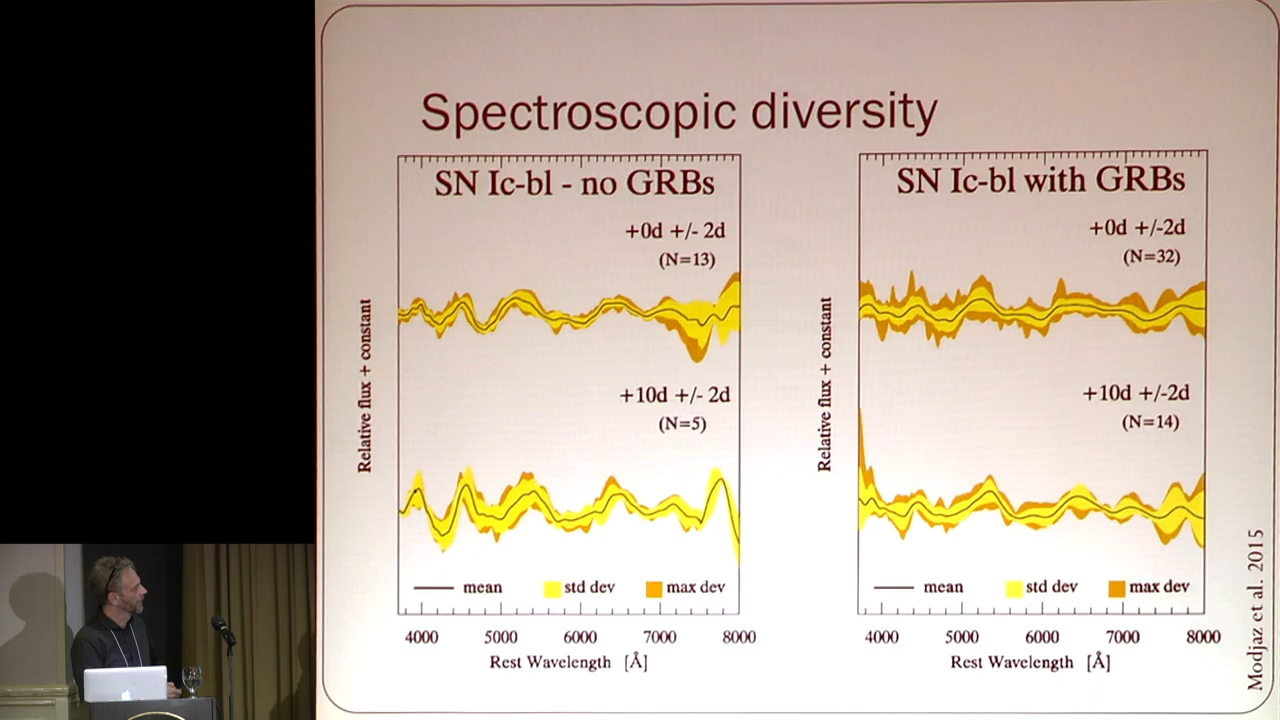 Spectroscopic diversity
SN Ic-bl - no GRBs
+0d +/- 2d
(N=13)
+10d +/- 2d
(N=5)
Relative flux + constant
mean
std dev
max dev
4000 5000 6000 7000 8000
Rest Wavelength [Å]
SN Ic-bl with GRBs
+0d +/-2d
(N=32)
+10d +/-2d
(N=14)
Relative flux + constant
mean
std dev
max dev
4000 5000 6000 7000 8000
Rest Wavelength [Å]
Modjaz et al. 2015